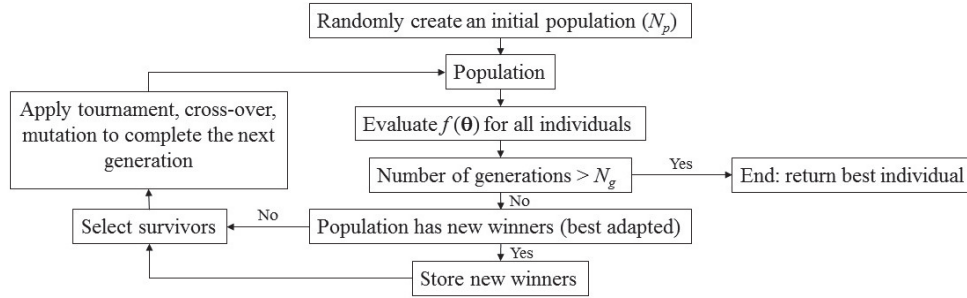 Randomly create an initial population (Np)
Population
Apply tournament, cross-over,
mutation to complete the next
generation
Evaluate f(θ) for all individuals
Number of generations > Ng
Yes
End: return best individual
No
Select survivors
No
Population has new winners (best adapted)
Yes
Store new winners